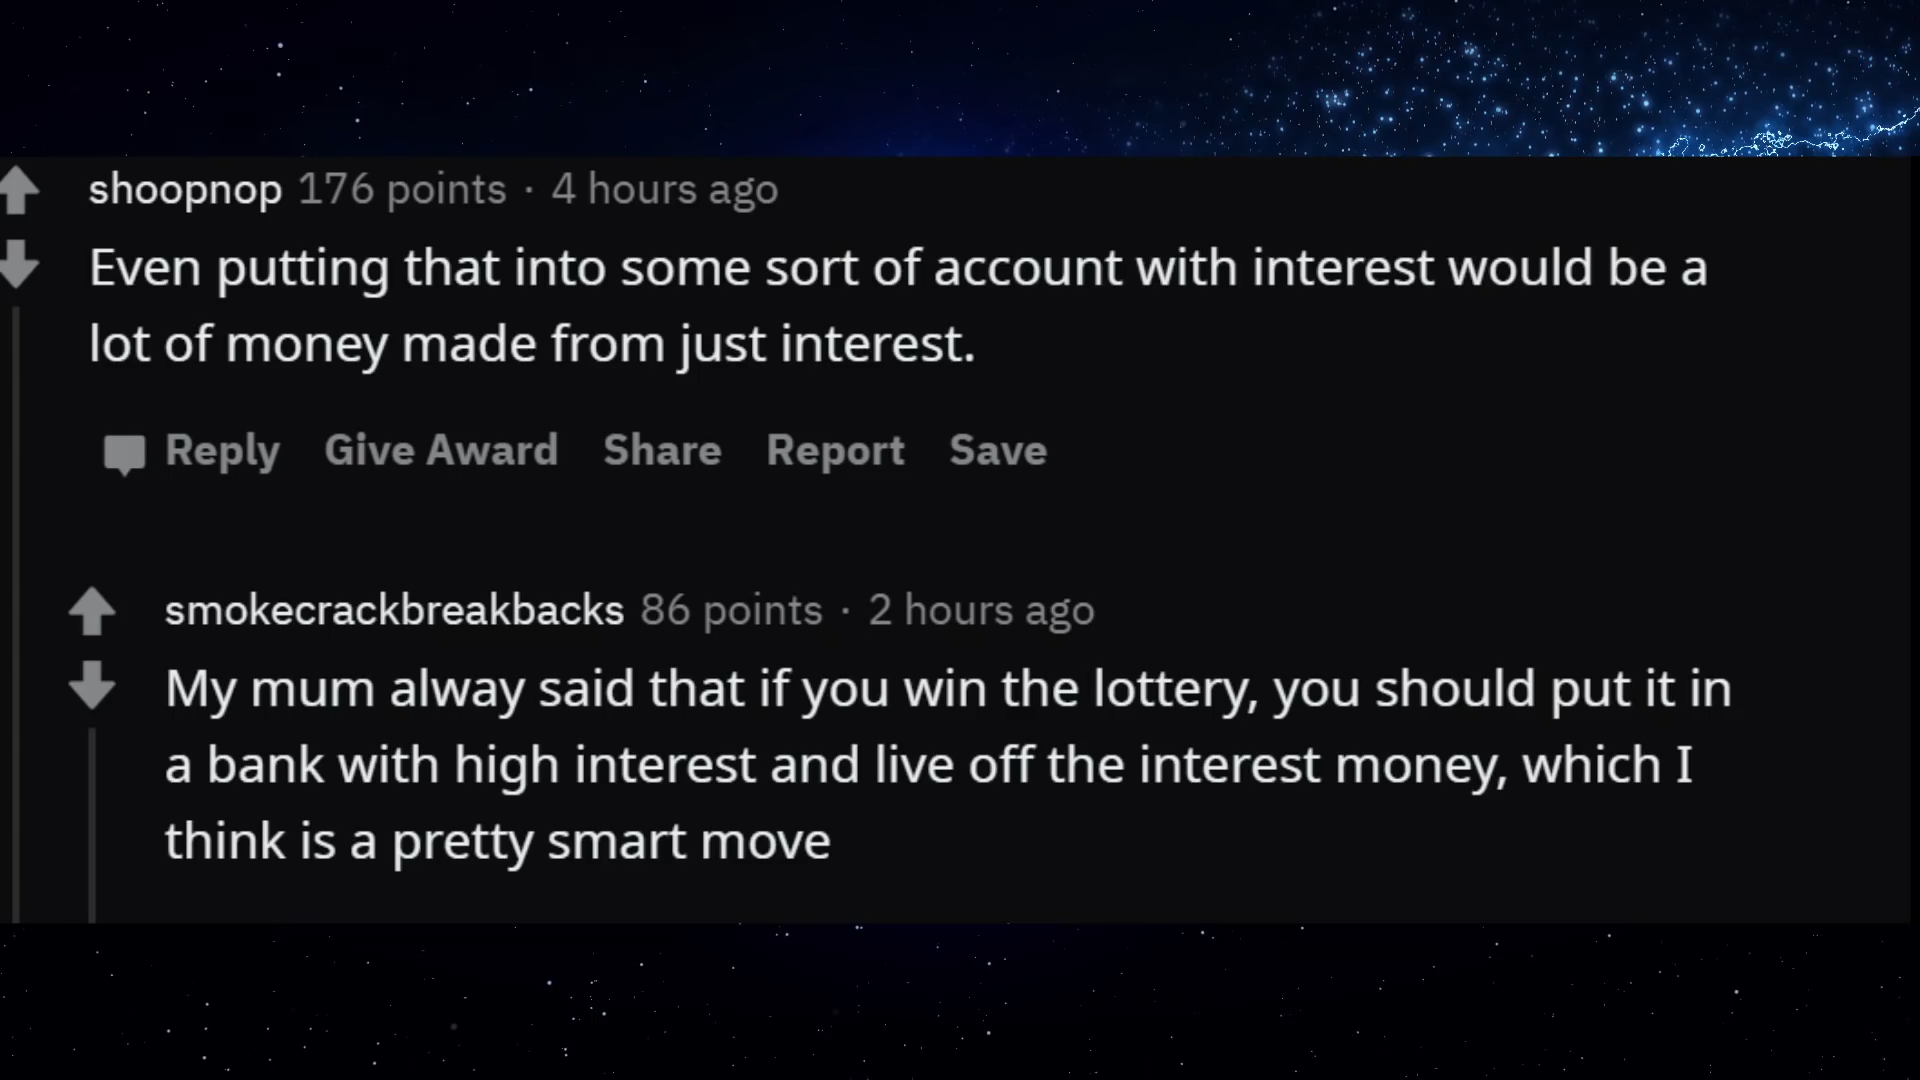 shoopnop 176 points · 4 hours ago
Even putting that into some sort of account with interest would be a
lot of money made from just interest.
Reply Give Award Share Report Save
smokecrackbreakbacks 86 points · 2 hours ago
My mum alway said that if you win the lottery, you should put it in
a bank with high interest and live off the interest money, which I
think is a pretty smart move